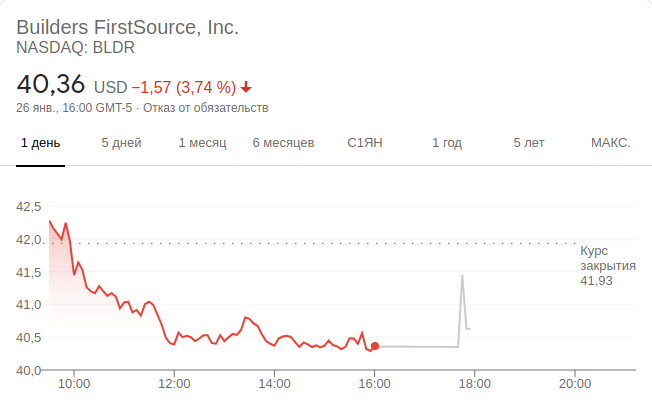 Builders FirstSource, Inc.
NASDAQ: BLDR
40,36 USD −1,57 (3,74 %)
26 янв., 16:00 GMT-5 · Отказ от обязательств
1 день 5 дней 1 месяц 6 месяцев С1ЯН 1 год 5 лет МАКС.
42,5
42,0
Курс
закрытия
41,93
41,5
41,0
40,5
40,0
10:00 12:00 14:00 16:00 18:00 20:00